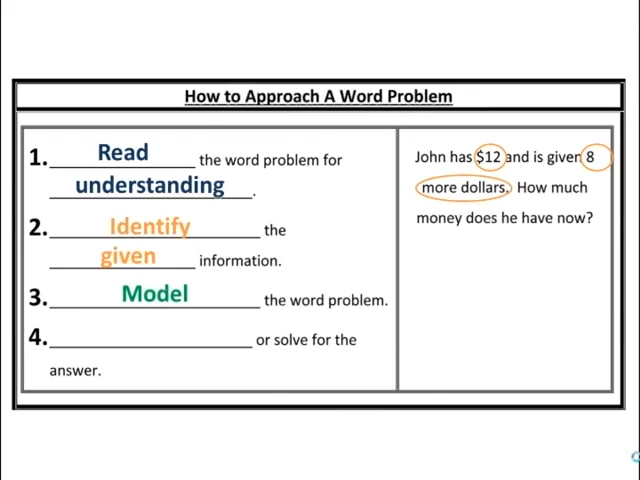 How to Approach A Word Problem
1. Read the word problem for
understanding.
2. Identify the
given information.
3. Model the word problem.
4. ____________________ or solve for the
answer.
John has $12 and is given 8
more dollars. How much
money does he have now?